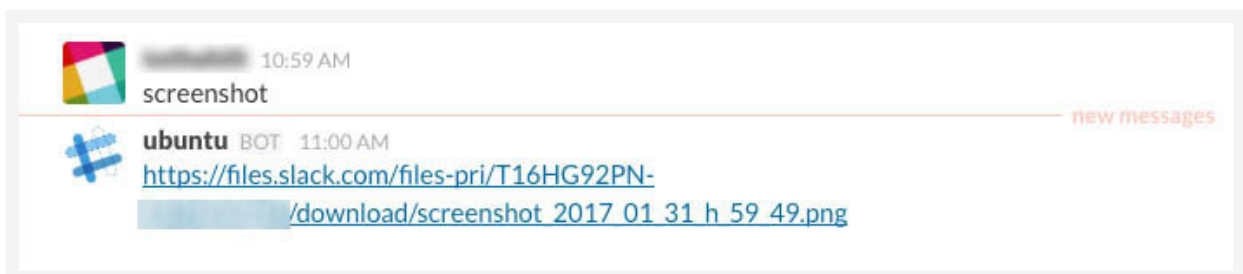 10:59 AM
screenshot
new messages
ubuntu BOT 11:00 AM
https://files.slack.com/files-pri/T16HG92PN-
/download/screenshot_2017_01_31_h_59_49.png